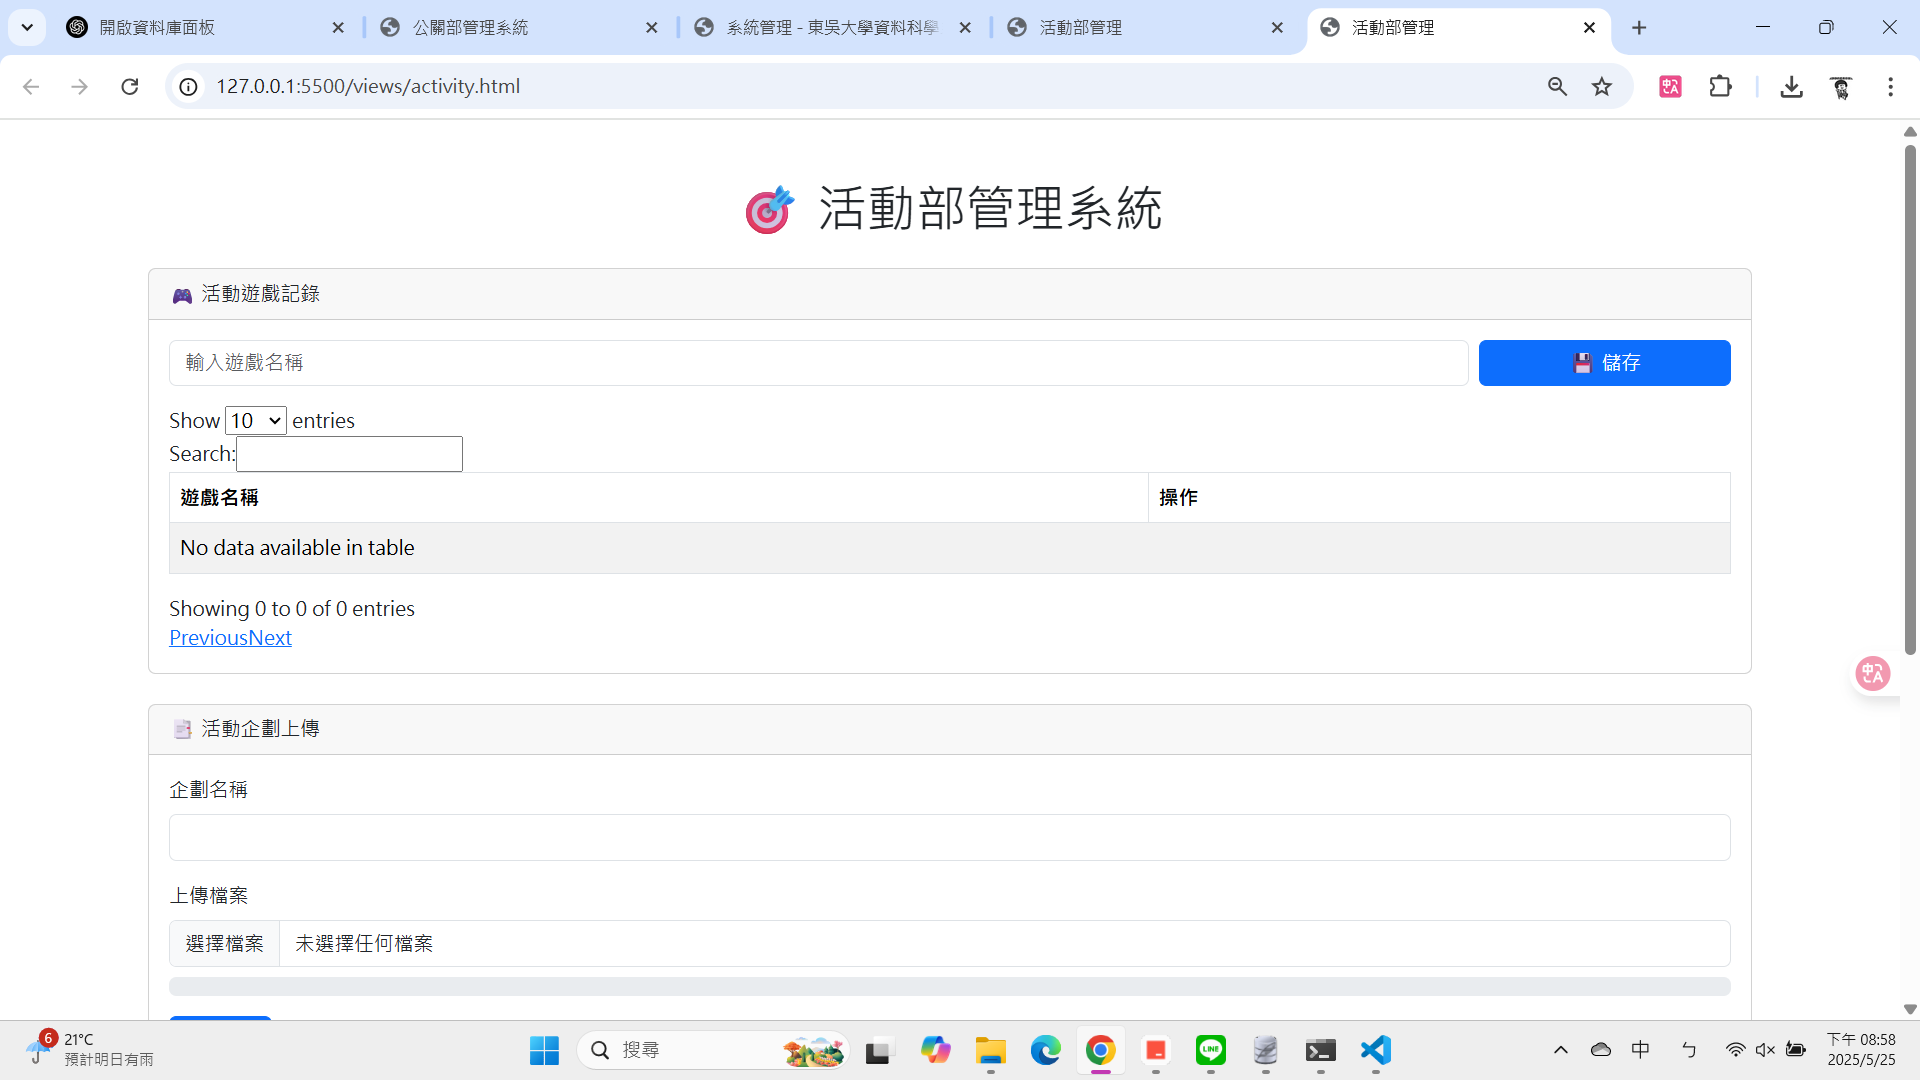 開啟資料庫面板
公關部管理系統
系統管理 - 東吳大學資料科學
活動部管理
活動部管理
127.0.0.1:5500/views/activity.html
活動部管理系統
活動遊戲記錄
輸入遊戲名稱
儲存
Show 10 entries
Search:
遊戲名稱 操作
No data available in table
Showing 0 to 0 of 0 entries
PreviousNext
活動企劃上傳
企劃名稱
上傳檔案
選擇檔案 未選擇任何檔案
6
21°C
預計明日有雨
搜尋
LINE
中
ㄅ
下午 08:58
2025/5/25